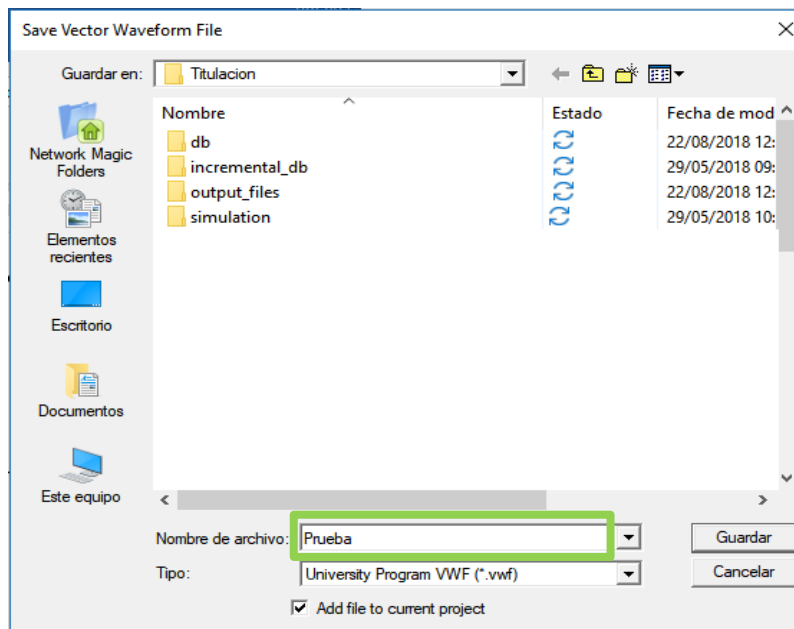 Save Vector Waveform File
Guardar en: Titulacion
Nombre Estado Fecha de mod
db 22/08/2018 12:
incremental_db 29/05/2018 09:
output_files 22/08/2018 12:
simulation 29/05/2018 10:
Network Magic
Folders
Elementos
recientes
Escritorio
Documentos
Este equipo
Nombre de archivo: Prueba Guardar
Tipo: University Program VWF (*.vwf) Cancelar
Add file to current project